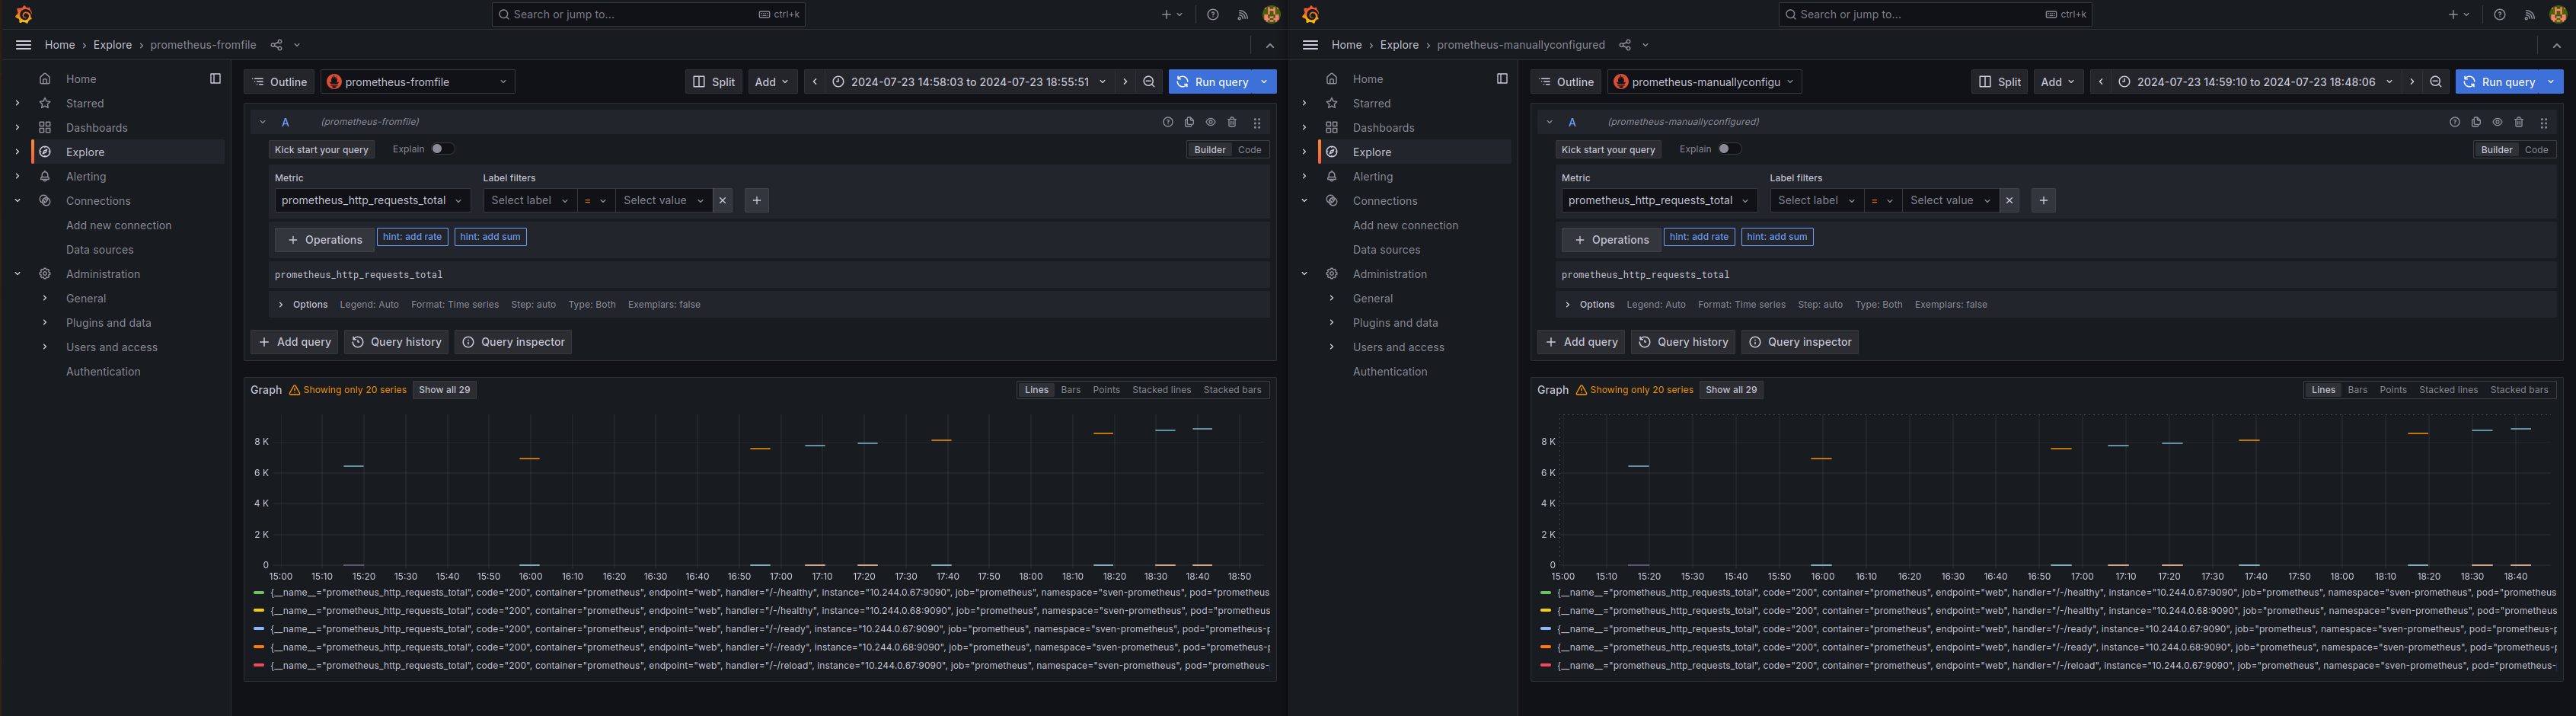 Search or jump to...
ctrl+k
Home › Explore › prometheus-fromfile
Home
Starred
Dashboards
Explore
Alerting
Connections
Add new connection
Data sources
Administration
General
Plugins and data
Users and access
Authentication
Outline
prometheus-fromfile
Split
Add
2024-07-23 14:58:03 to 2024-07-23 18:55:51
Run query
A (prometheus-fromfile)
Kick start your query
Explain
Builder
Code
Metric
Label filters
prometheus_http_requests_total
Select label
=
Select value
+ Operations
hint: add rate
hint: add sum
prometheus_http_requests_total
Options Legend: Auto Format: Time series Step: auto Type: Both Exemplars: false
+ Add query
Query history
Query inspector
Graph
Showing only 20 series
Show all 29
Lines
Bars
Points
Stacked lines
Stacked bars
8 K
6 K
4 K
2 K
0
15:00 15:10 15:20 15:30 15:40 15:50 16:00 16:10 16:20 16:30 16:40 16:50 17:00 17:10 17:20 17:30 17:40 17:50 18:00 18:10 18:20 18:30 18:40 18:50
{__name__="prometheus_http_requests_total", code="200", container="prometheus", endpoint="web", handler="/-/healthy", instance="10.244.0.67:9090", job="prometheus", namespace="sven-prometheus", pod="prometheus
{__name__="prometheus_http_requests_total", code="200", container="prometheus", endpoint="web", handler="/-/healthy", instance="10.244.0.68:9090", job="prometheus", namespace="sven-prometheus", pod="prometheus
{__name__="prometheus_http_requests_total", code="200", container="prometheus", endpoint="web", handler="/-/ready", instance="10.244.0.67:9090", job="prometheus", namespace="sven-prometheus", pod="prometheus-p
{__name__="prometheus_http_requests_total", code="200", container="prometheus", endpoint="web", handler="/-/ready", instance="10.244.0.68:9090", job="prometheus", namespace="sven-prometheus", pod="prometheus-p
{__name__="prometheus_http_requests_total", code="200", container="prometheus", endpoint="web", handler="/-/reload", instance="10.244.0.67:9090", job="prometheus", namespace="sven-prometheus", pod="prometheus-
Search or jump to...
ctrl+k
Home › Explore › prometheus-manuallyconfigured
Home
Starred
Dashboards
Explore
Alerting
Connections
Add new connection
Data sources
Administration
General
Plugins and data
Users and access
Authentication
Outline
prometheus-manuallyconfigu
Split
Add
2024-07-23 14:59:10 to 2024-07-23 18:48:06
Run query
A (prometheus-manuallyconfigured)
Kick start your query
Explain
Builder
Code
Metric
Label filters
prometheus_http_requests_total
Select label
=
Select value
+ Operations
hint: add rate
hint: add sum
prometheus_http_requests_total
Options Legend: Auto Format: Time series Step: auto Type: Both Exemplars: false
+ Add query
Query history
Query inspector
Graph
Showing only 20 series
Show all 29
Lines
Bars
Points
Stacked lines
Stacked bars
8 K
6 K
4 K
2 K
0
15:00 15:10 15:20 15:30 15:40 15:50 16:00 16:10 16:20 16:30 16:40 16:50 17:00 17:10 17:20 17:30 17:40 17:50 18:00 18:10 18:20 18:30 18:40
{__name__="prometheus_http_requests_total", code="200", container="prometheus", endpoint="web", handler="/-/healthy", instance="10.244.0.67:9090", job="prometheus", namespace="sven-prometheus", pod="prometheus
{__name__="prometheus_http_requests_total", code="200", container="prometheus", endpoint="web", handler="/-/healthy", instance="10.244.0.68:9090", job="prometheus", namespace="sven-prometheus", pod="prometheus
{__name__="prometheus_http_requests_total", code="200", container="prometheus", endpoint="web", handler="/-/ready", instance="10.244.0.67:9090", job="prometheus", namespace="sven-prometheus", pod="prometheus-p
{__name__="prometheus_http_requests_total", code="200", container="prometheus", endpoint="web", handler="/-/ready", instance="10.244.0.68:9090", job="prometheus", namespace="sven-prometheus", pod="prometheus-p
{__name__="prometheus_http_requests_total", code="200", container="prometheus", endpoint="web", handler="/-/reload", instance="10.244.0.67:9090", job="prometheus", namespace="sven-prometheus", pod="prometheus-